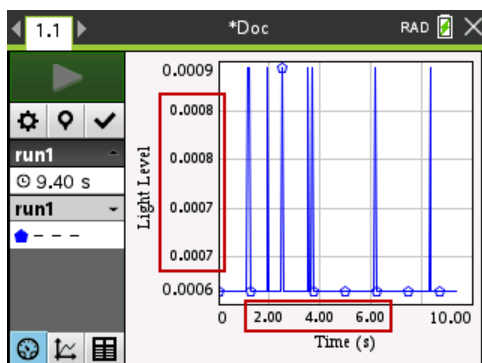 1.1 *Doc RAD
run1
9.40 s
run1
Light Level
0.0009
0.0008
0.0008
0.0007
0.0007
0.0006
0 2.00 4.00 6.00 10.00
Time (s)